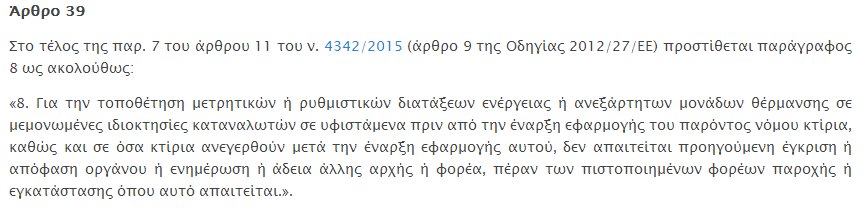 Άρθρο 39
Στο τέλος της παρ. 7 του άρθρου 11 του ν. 4342/2015 (άρθρο 9 της Οδηγίας 2012/27/ΕΕ) προστίθεται παράγραφος
8 ως ακολούθως:
«8. Για την τοποθέτηση μετρητικών ή ρυθμιστικών διατάξεων ενέργειας ή ανεξάρτητων μονάδων θέρμανσης σε
μεμονωμένες ιδιοκτησίες καταναλωτών σε υφιστάμενα πριν από την έναρξη εφαρμογής του παρόντος νόμου κτίρια,
καθώς και σε όσα κτίρια ανεγερθούν μετά την έναρξη εφαρμογής αυτού, δεν απαιτείται προηγούμενη έγκριση ή
απόφαση οργάνου ή ενημέρωση ή άδεια άλλης αρχής ή φορέα, πέραν των πιστοποιημένων φορέων παροχής ή
εγκατάστασης όπου αυτό απαιτείται.».